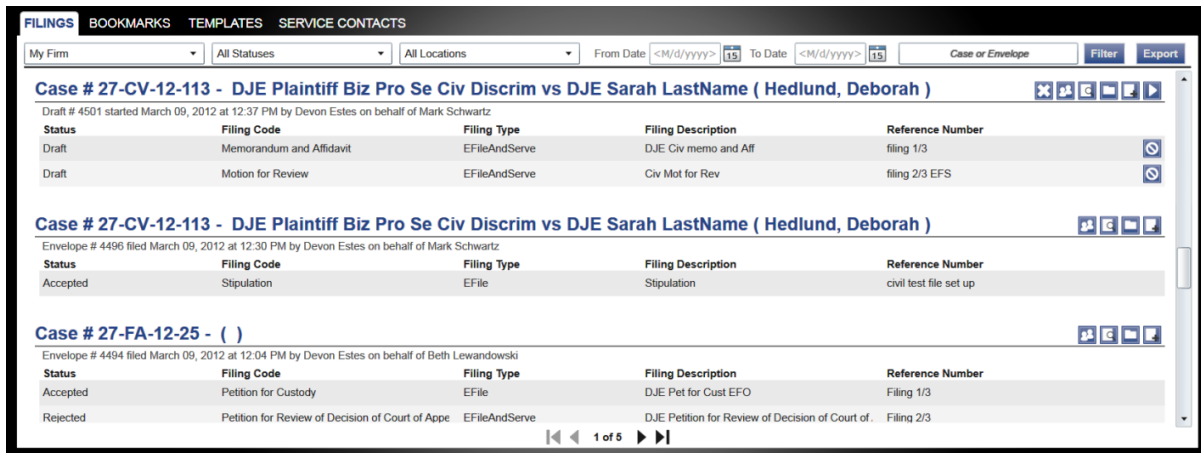 FILINGS BOOKMARKS TEMPLATES SERVICE CONTACTS
My Firm All Statuses All Locations From Date <M/d/yyyy> 15 To Date <M/d/yyyy> 15 Case or Envelope Filter Export
Case # 27-CV-12-113 - DJE Plaintiff Biz Pro Se Civ Discrim vs DJE Sarah LastName ( Hedlund, Deborah )
Draft # 4501 started March 09, 2012 at 12:37 PM by Devon Estes on behalf of Mark Schwartz
Status Filing Code Filing Type Filing Description Reference Number
Draft Memorandum and Affidavit EFileAndServe DJE Civ memo and Aff filing 1/3
Draft Motion for Review EFileAndServe Civ Mot for Rev filing 2/3 EFS
Case # 27-CV-12-113 - DJE Plaintiff Biz Pro Se Civ Discrim vs DJE Sarah LastName ( Hedlund, Deborah )
Envelope # 4496 filed March 09, 2012 at 12:30 PM by Devon Estes on behalf of Mark Schwartz
Status Filing Code Filing Type Filing Description Reference Number
Accepted Stipulation EFile Stipulation civil test file set up
Case # 27-FA-12-25 - ( )
Envelope # 4494 filed March 09, 2012 at 12:04 PM by Devon Estes on behalf of Beth Lewandowski
Status Filing Code Filing Type Filing Description Reference Number
Accepted Petition for Custody EFile DJE Pet for Cust EFO Filing 1/3
Rejected Petition for Review of Decision of Court of Appe EFileAndServe DJE Petition for Review of Decision of Court of . Filing 2/3
1 of 5